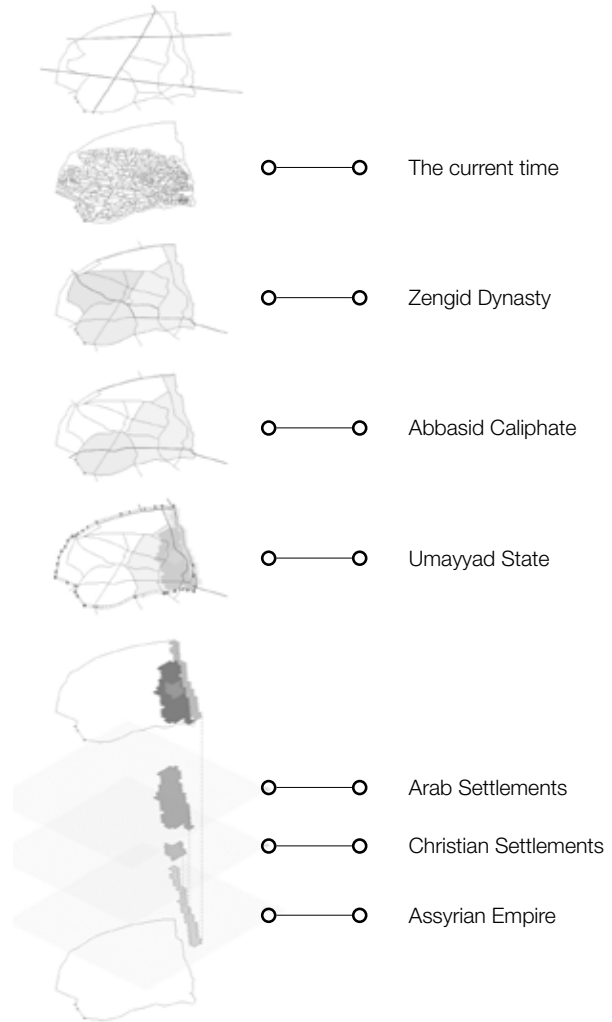 The current time
Zengid Dynasty
Abbasid Caliphate
Umayyad State
Arab Settlements
Christian Settlements
Assyrian Empire